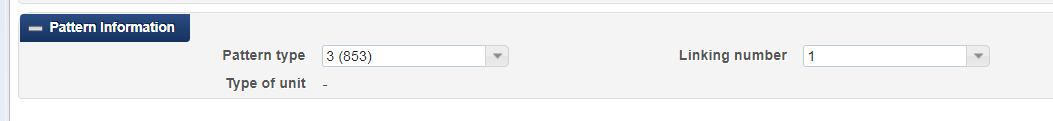 Pattern Information
Pattern type 3 (853) Linking number 1
Type of unit -